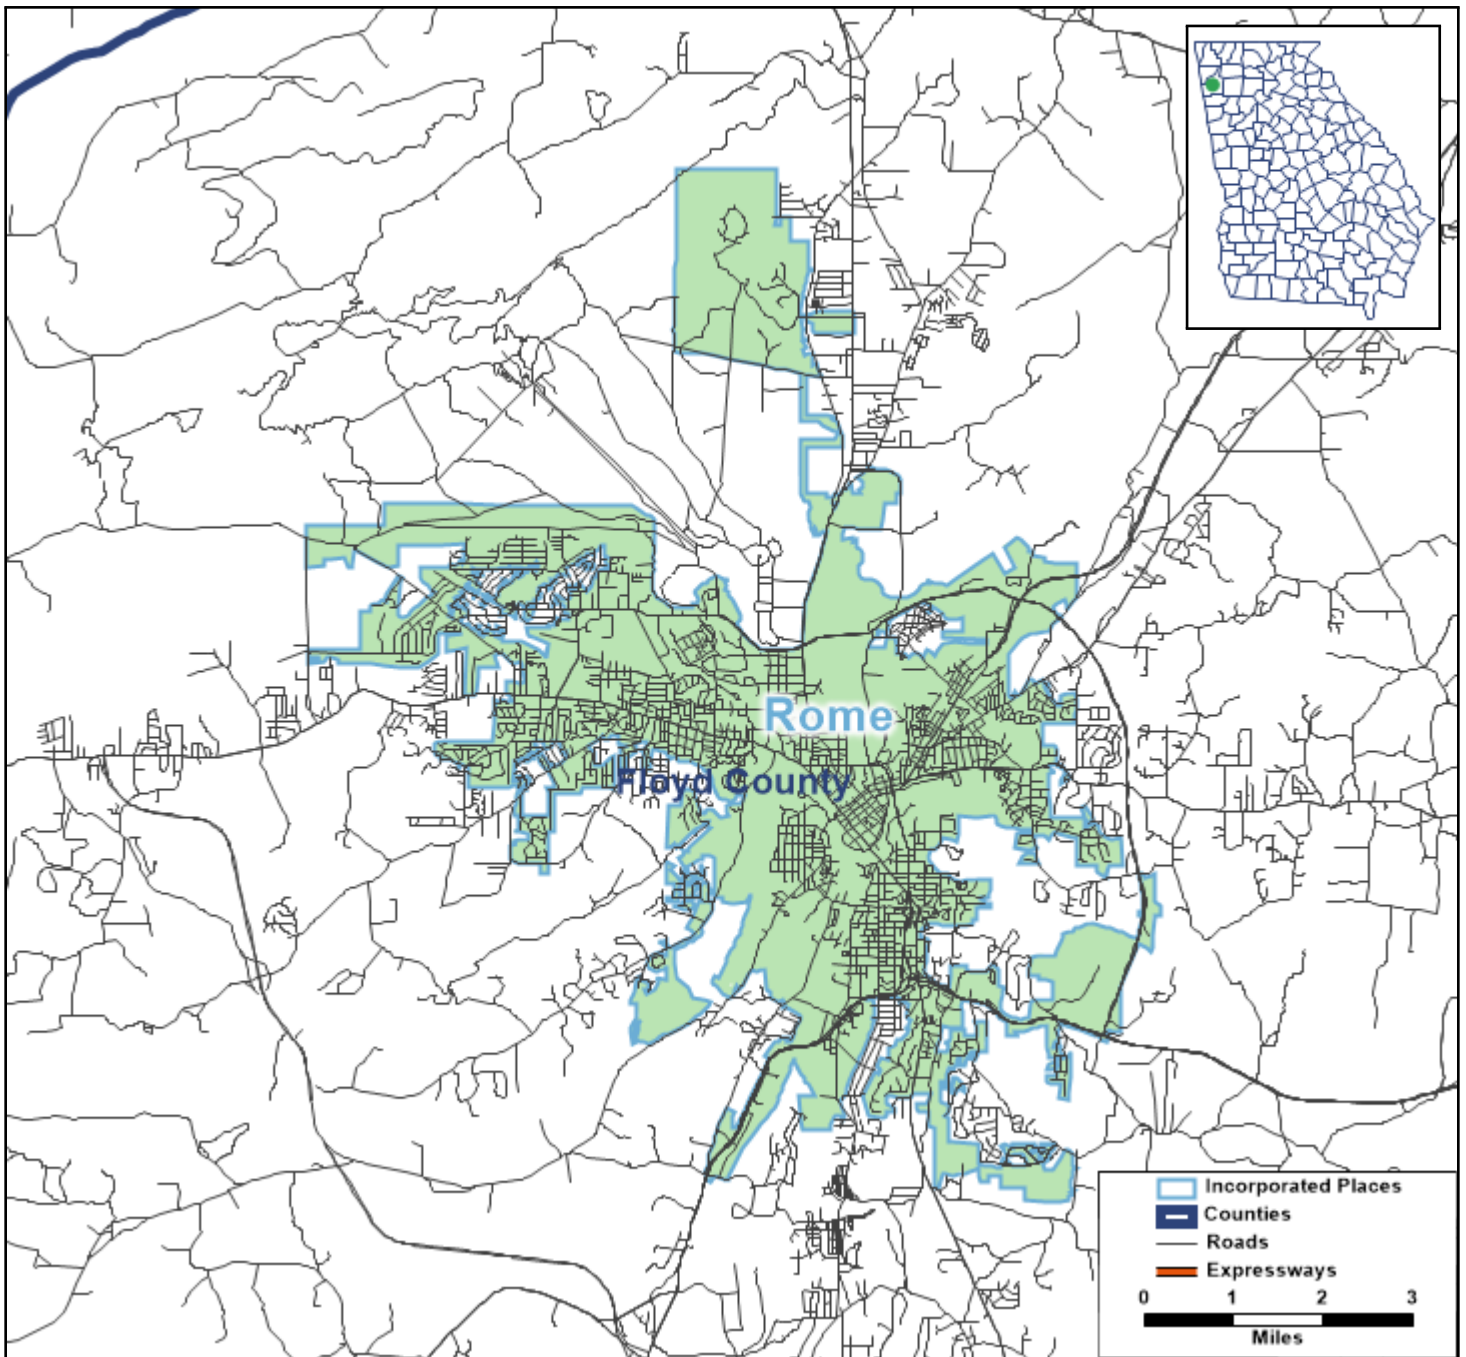 Rome
Floyd County
Incorporated Places
Counties
Roads
Expressways
0 1 2 3
Miles